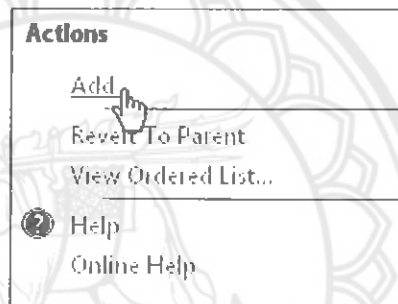 Actions
Add
Revert To Parent
View Ordered List...
Help
Online Help